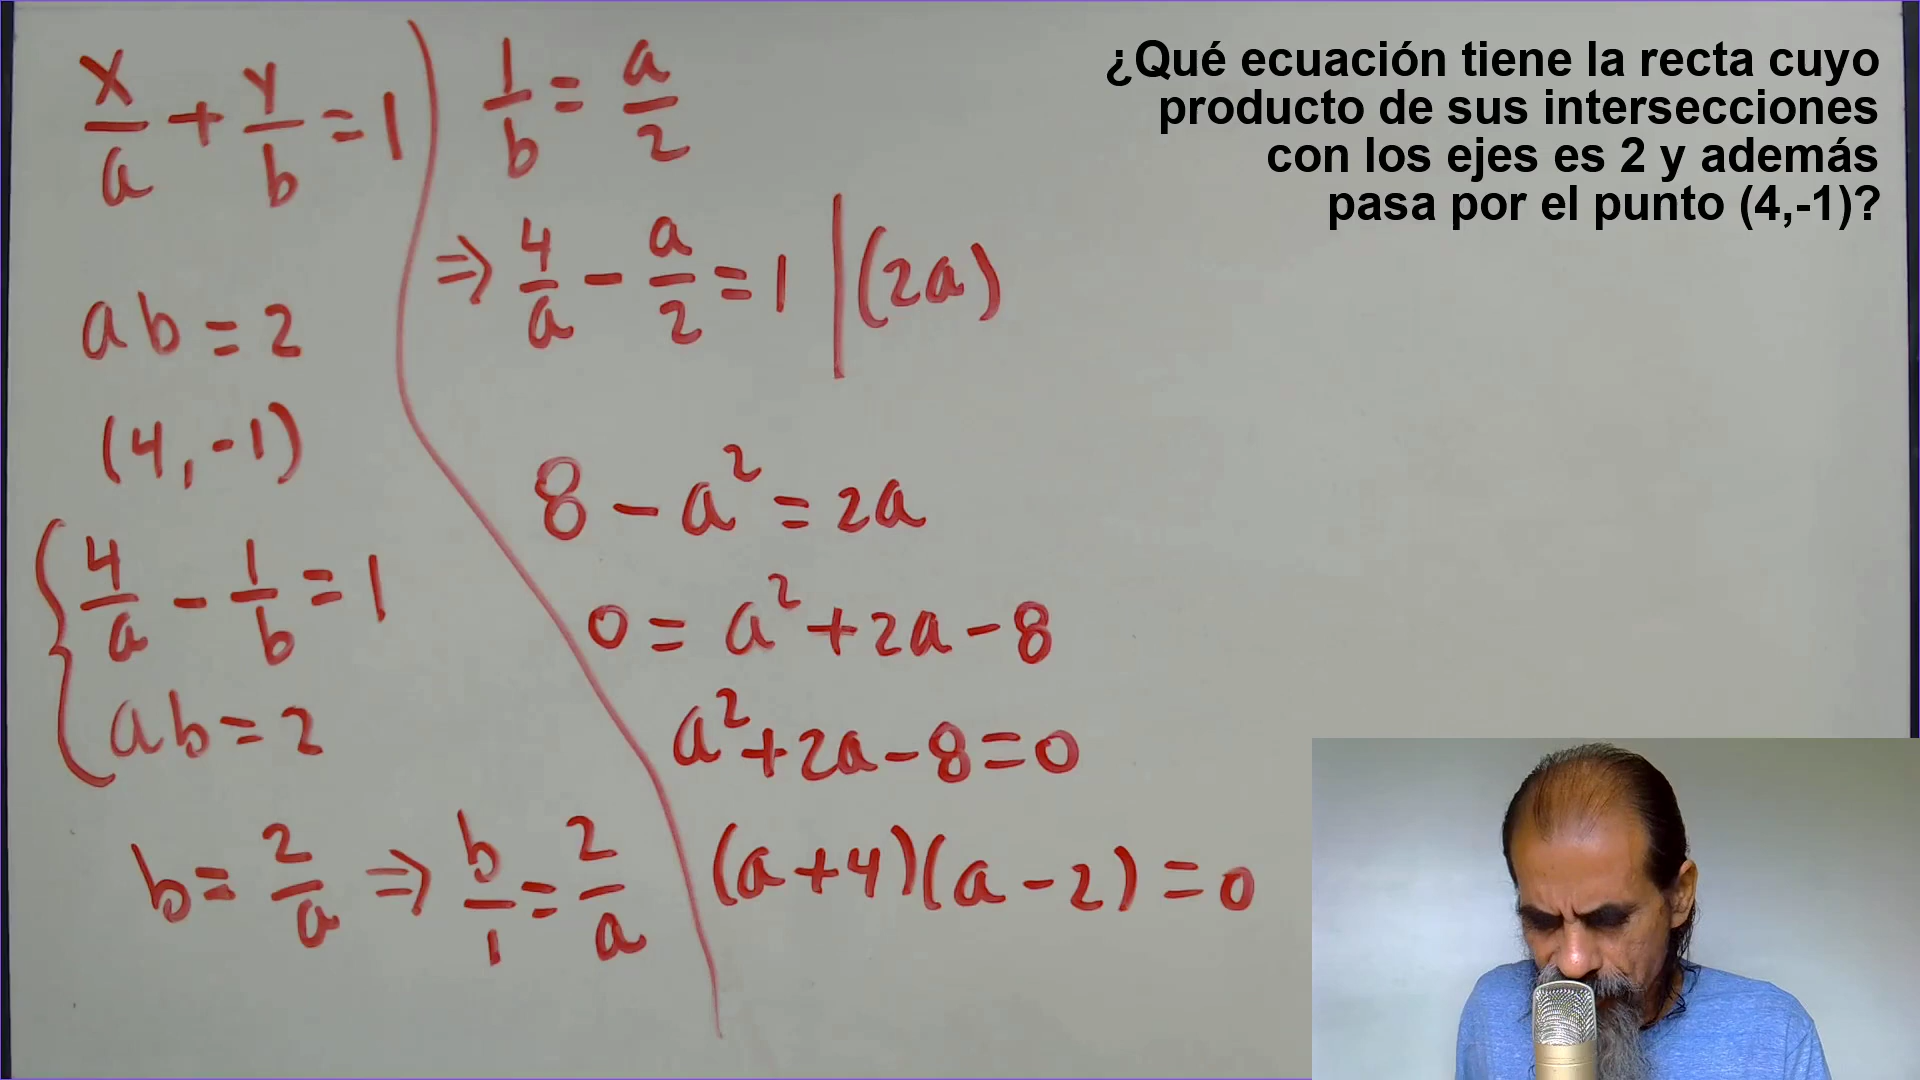 ¿Qué ecuación tiene la recta cuyo
producto de sus intersecciones
con los ejes es 2 y además
pasa por el punto (4,-1)?
x/a + y/b = 1
ab = 2
(4, -1)
{ 4/a - 1/b = 1
ab = 2
b = 2/a ⇒ b/1 = 2/a
1/b = a/2
⇒ 4/a - a/2 = 1 | (2a)
8 - a² = 2a
0 = a² + 2a - 8
a² + 2a - 8 = 0
(a + 4)(a - 2) = 0